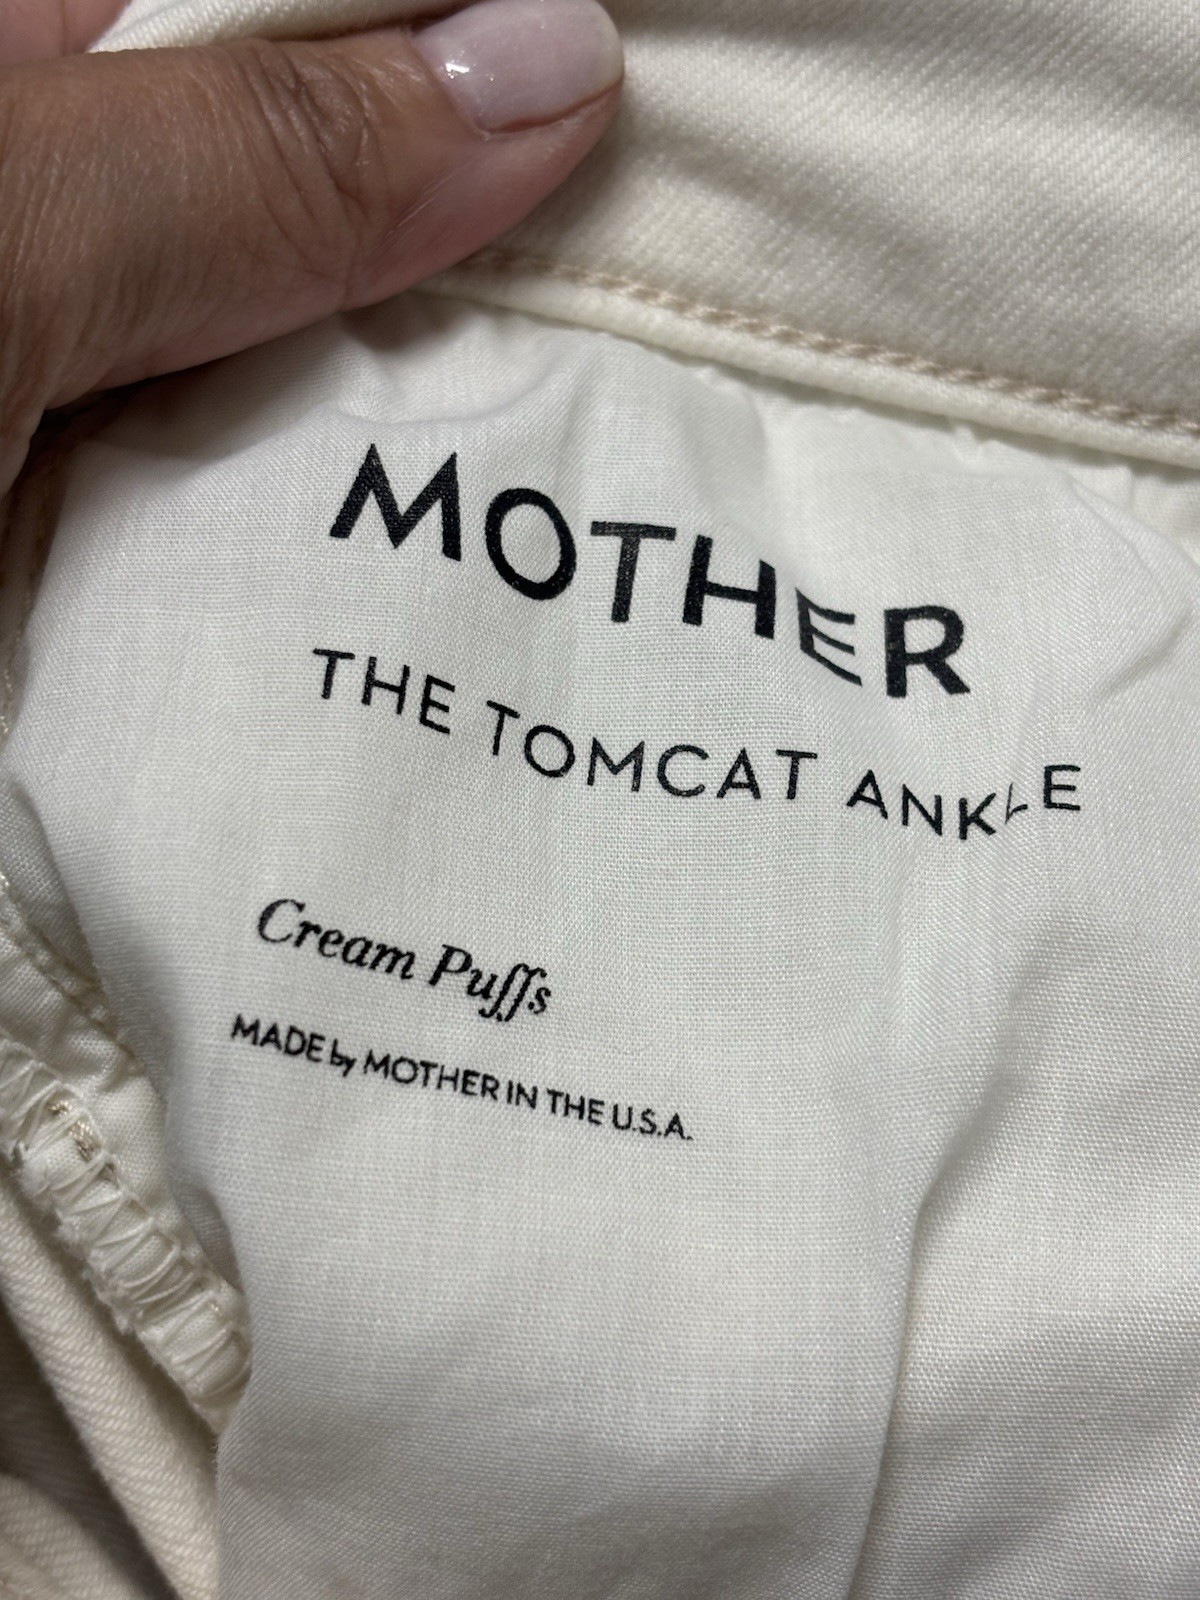 MOTHER
THE TOMCAT ANKLE
Cream Puffs
MADE by MOTHER IN THE U.S.A.